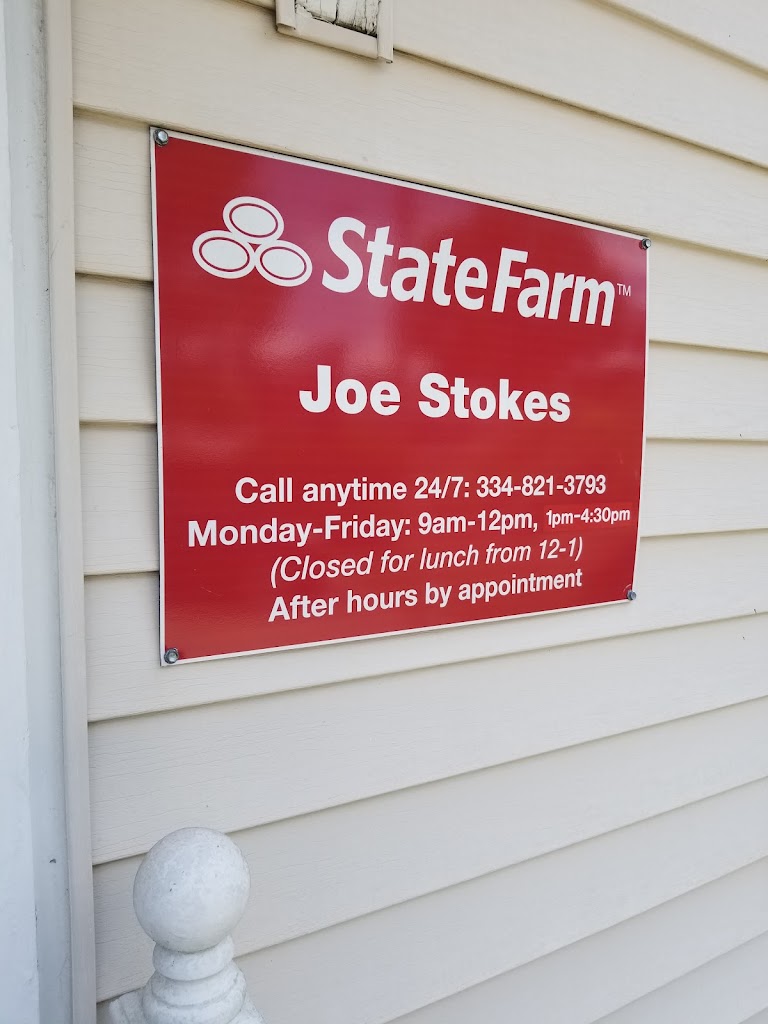 StateFarm™
Joe Stokes
Call anytime 24/7: 334-821-3793
Monday-Friday: 9am-12pm, 1pm-4:30pm
(Closed for lunch from 12-1)
After hours by appointment